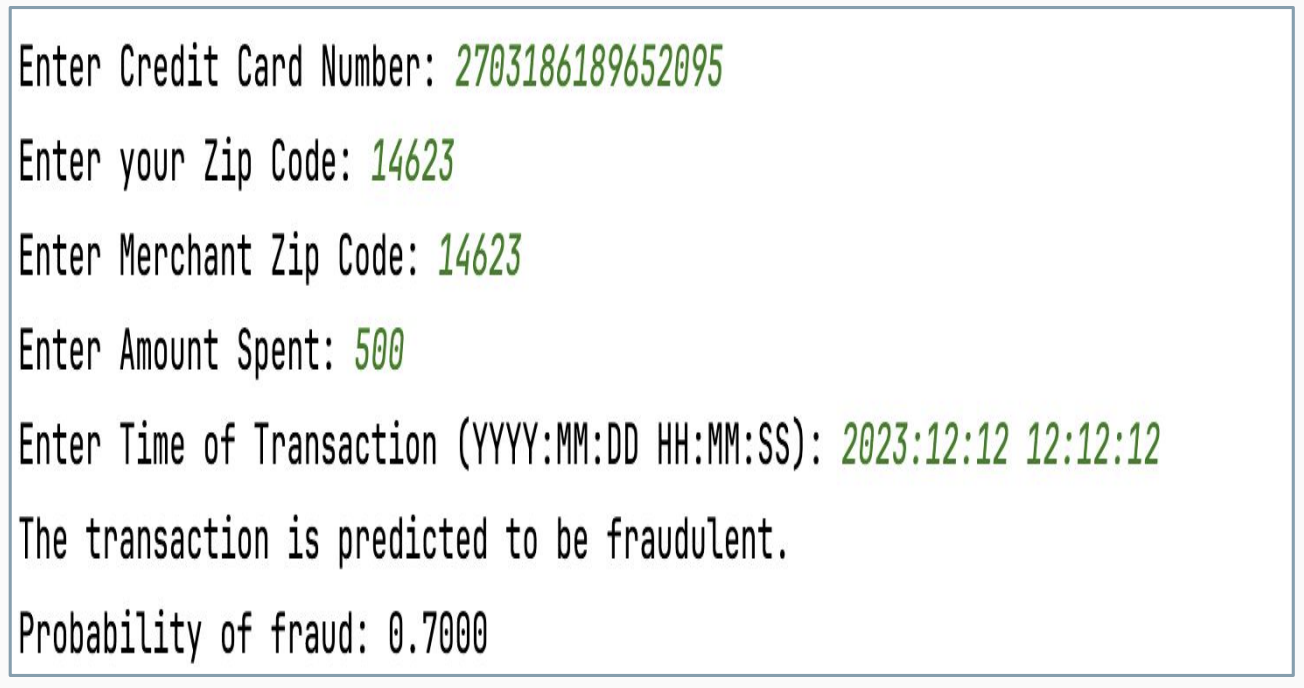 Enter Credit Card Number: 2703186189652095
Enter your Zip Code: 14623
Enter Merchant Zip Code: 14623
Enter Amount Spent: 500
Enter Time of Transaction (YYYY:MM:DD HH:MM:SS): 2023:12:12 12:12:12
The transaction is predicted to be fraudulent.
Probability of fraud: 0.7000